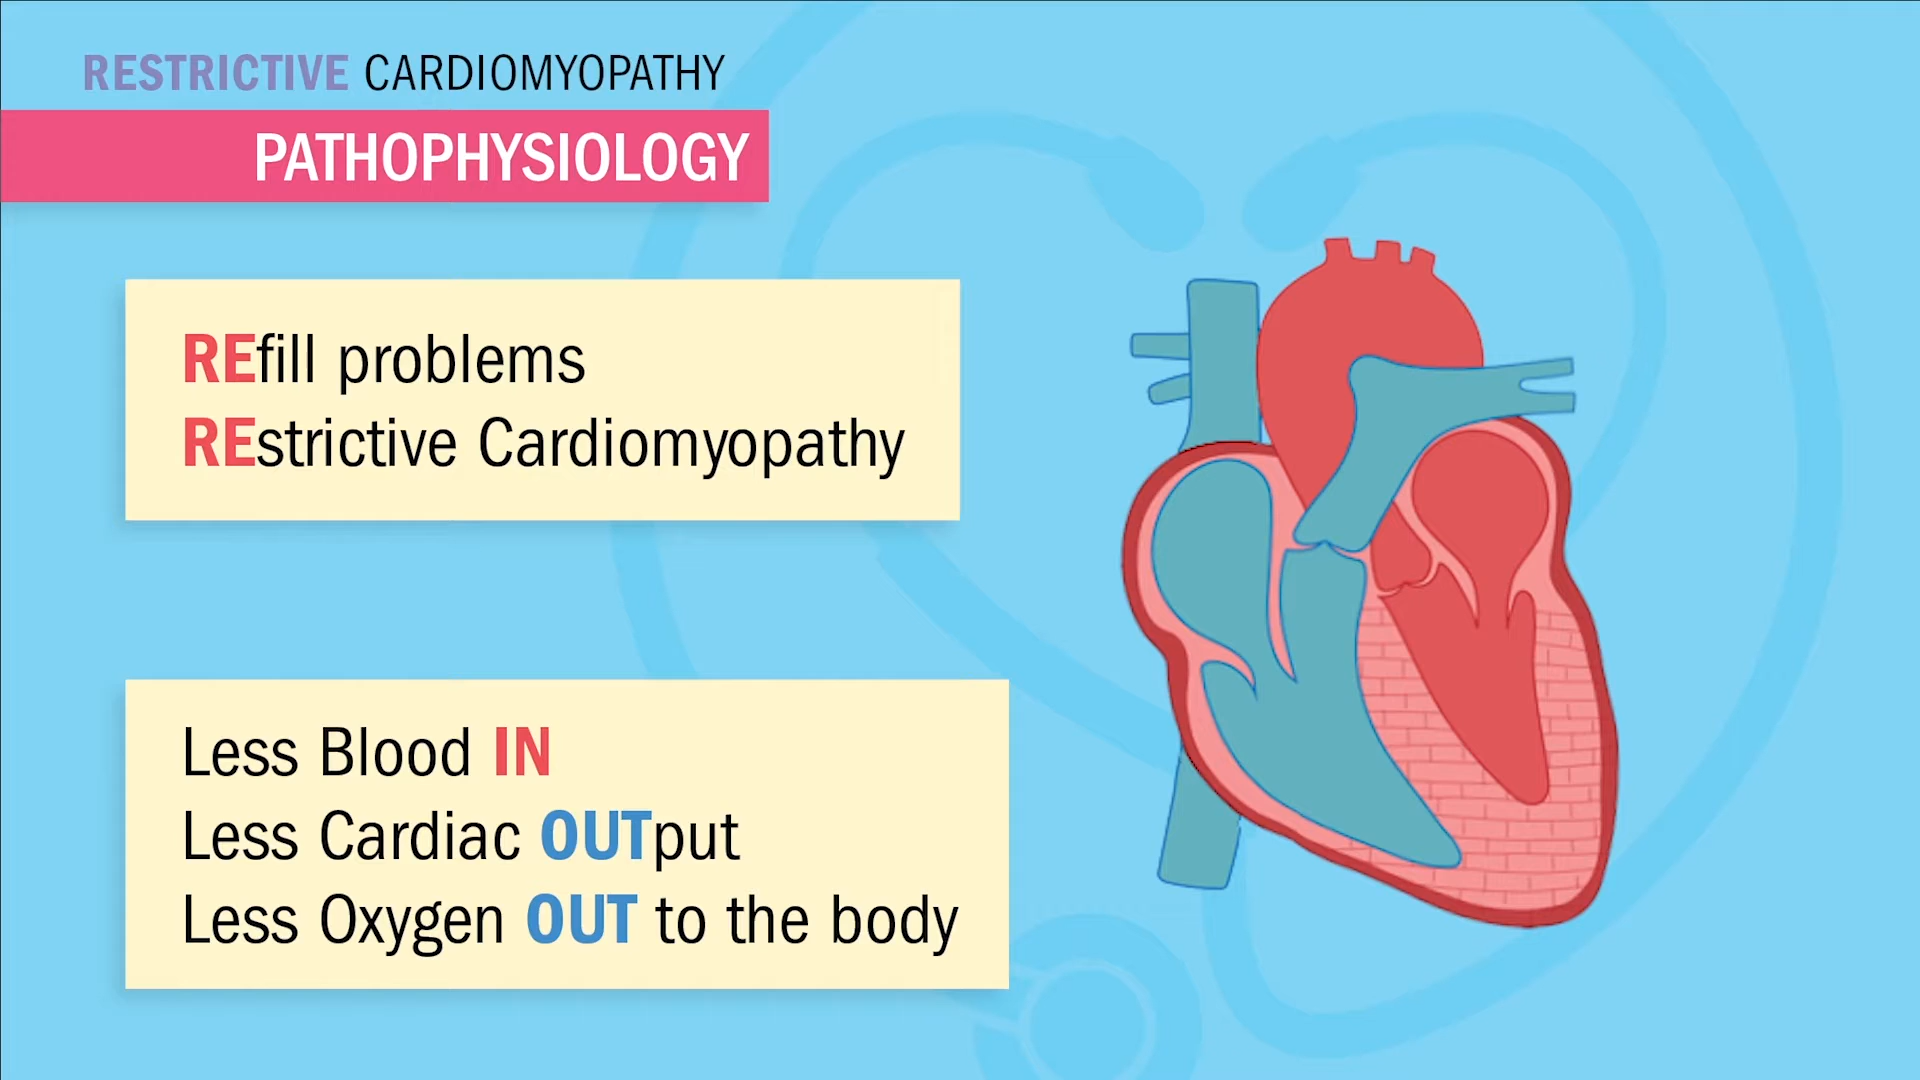 RESTRICTIVE CARDIOMYOPATHY
PATHOPHYSIOLOGY
REfill problems
REstrictive Cardiomyopathy
Less Blood IN
Less Cardiac OUTput
Less Oxygen OUT to the body